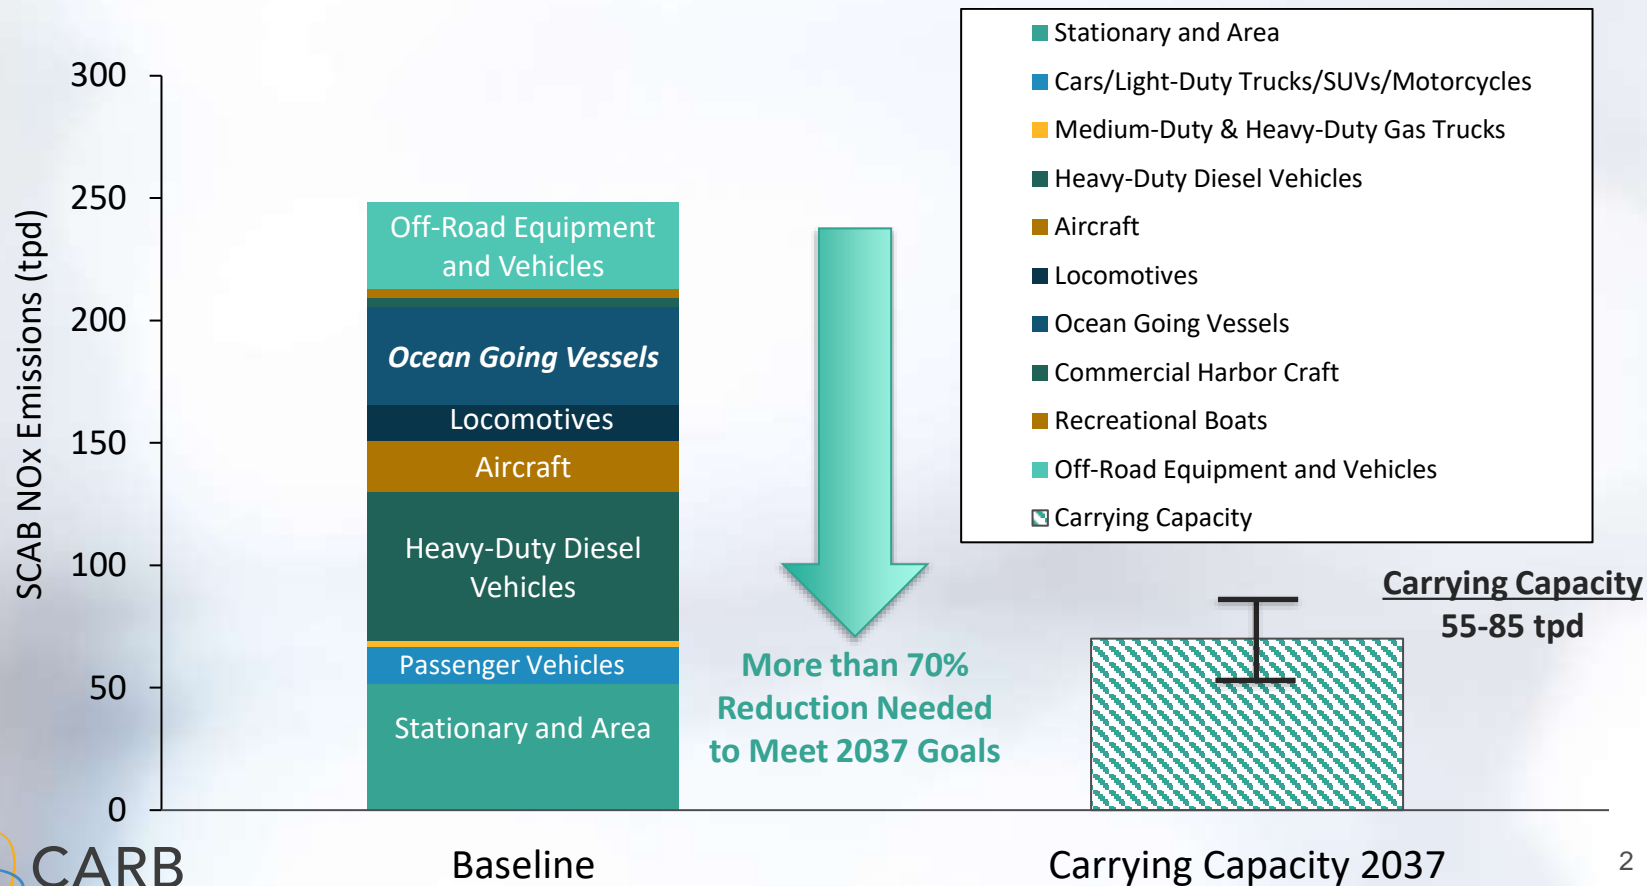 Stationary and Area
Cars/Light-Duty Trucks/SUVs/Motorcycles
Medium-Duty & Heavy-Duty Gas Trucks
Heavy-Duty Diesel Vehicles
Aircraft
Locomotives
Ocean Going Vessels
Commercial Harbor Craft
Recreational Boats
Off-Road Equipment and Vehicles
Carrying Capacity
SCAB NOx Emissions (tpd)
300
250
200
150
100
50
0
Off-Road Equipment
and Vehicles
Ocean Going Vessels
Locomotives
Aircraft
Heavy-Duty Diesel
Vehicles
Passenger Vehicles
Stationary and Area
More than 70%
Reduction Needed
to Meet 2037 Goals
Carrying Capacity
55-85 tpd
Baseline
Carrying Capacity 2037
CARB
2